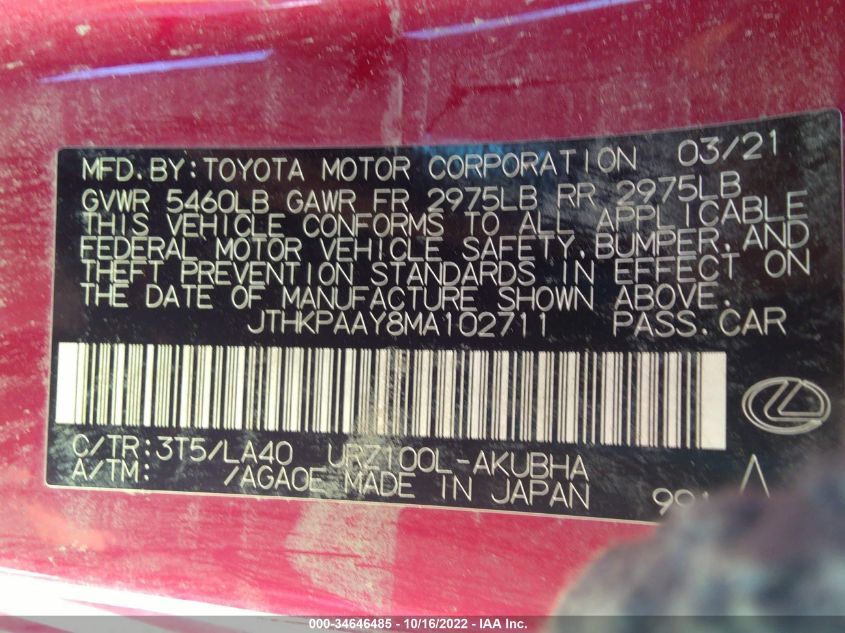 MFD.BY:TOYOTA MOTOR CORPORATION 03/21
GVWR 5460LB GAWR FR 2975LB RR 2975LB
THIS VEHICLE CONFORMS TO ALL APPLICABLE
FEDERAL MOTOR VEHICLE SAFETY,BUMPER,AND
THEFT PREVENTION STANDARDS IN EFFECT ON
THE DATE OF MANUFACTURE SHOWN ABOVE.
JTHKPAAY8MA102711 PASS.CAR
C/TR:3T5/LA40 URZ100L-AKUBHA
A/TM: /AGA0E MADE IN JAPAN
000-34646485 - 10/16/2022 - IAA Inc.